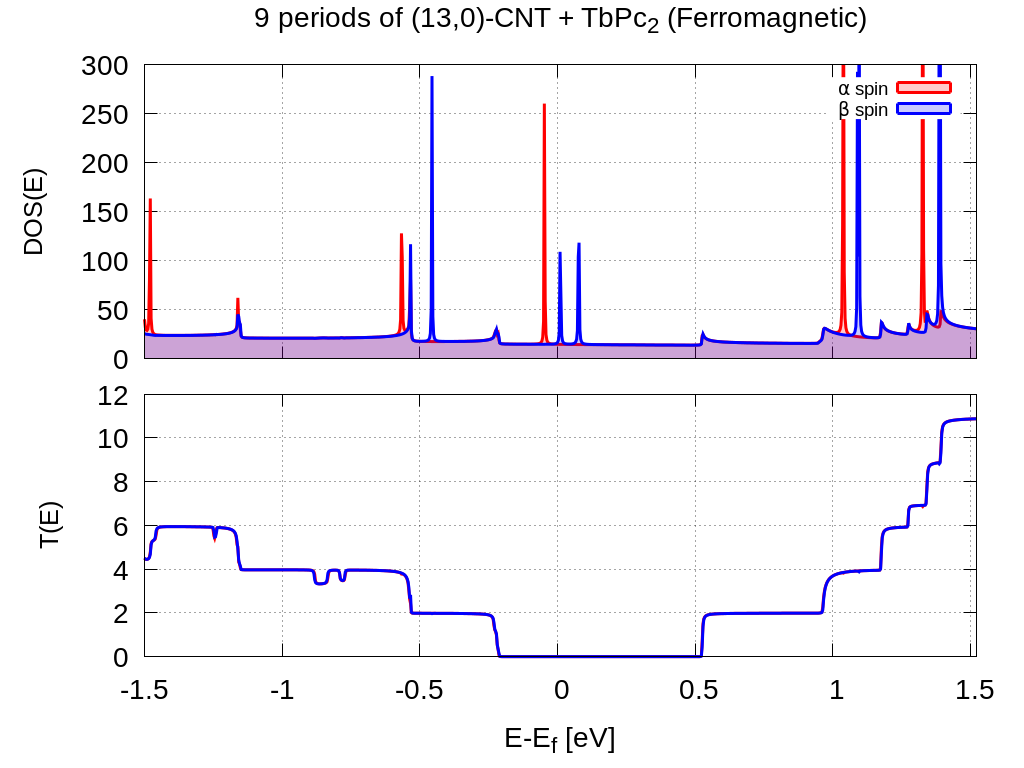 9 periods of (13,0)-CNT + TbPc2 (Ferromagnetic)
300
α spin
β spin
250
200
150
100
50
0
DOS(E)
12
10
8
6
4
2
0
T(E)
-1.5 -1 -0.5 0 0.5 1 1.5
E-Ef [eV]